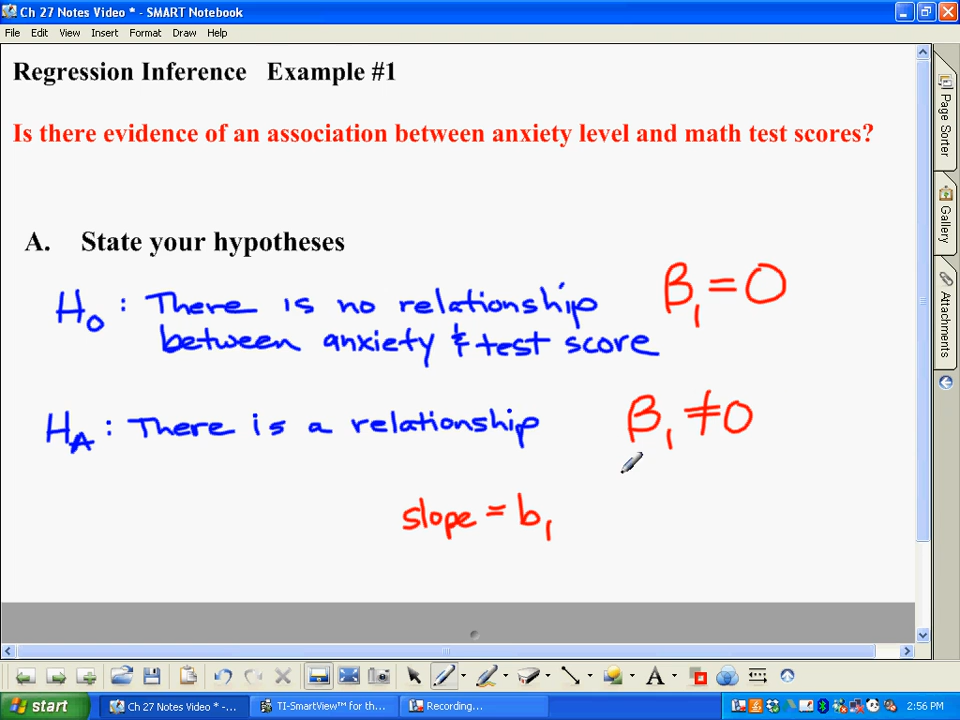 Ch 27 Notes Video * - SMART Notebook
File Edit View Insert Format Draw Help
Regression Inference Example #1
Is there evidence of an association between anxiety level and math test scores?
A. State your hypotheses
H₀ : There is no relationship β₁ = 0
between anxiety & test score
H_A : There is a relationship β₁ ≠ 0
slope = b₁
Page Sorter
Gallery
Attachments
A
start Ch 27 Notes Video * -... TI-SmartView™ for th... Recording... 2:56 PM